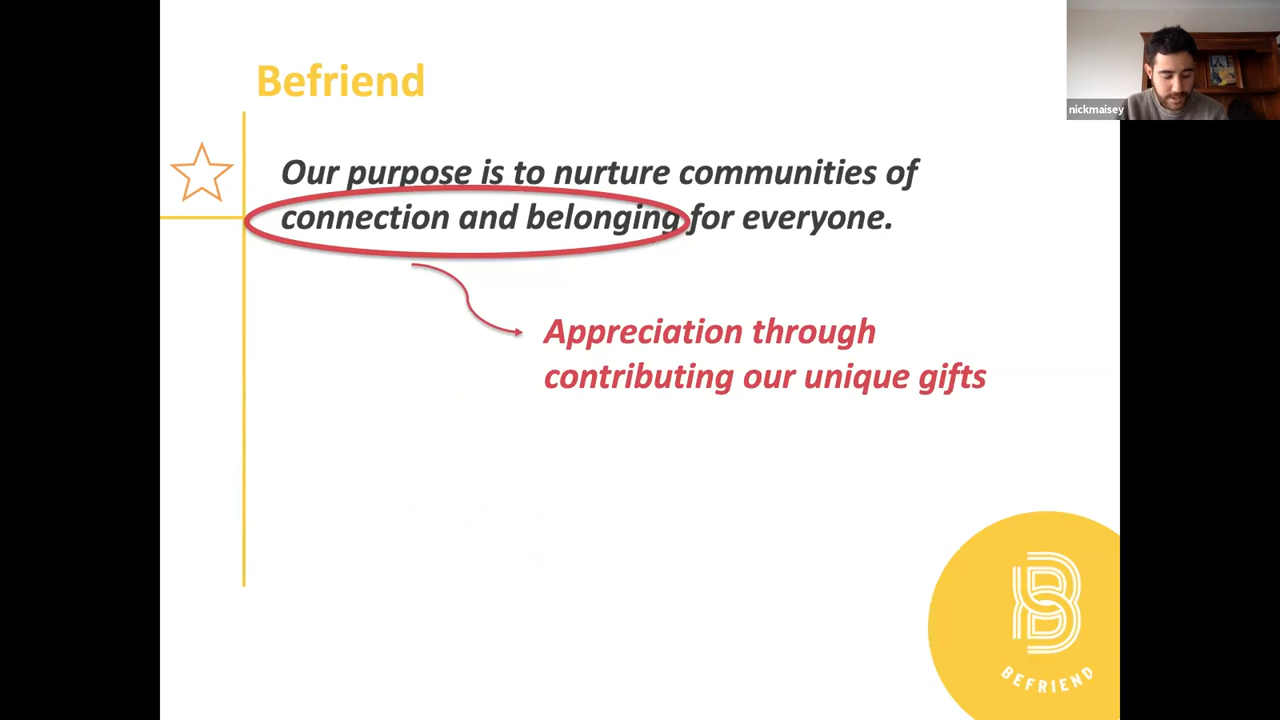 Befriend
nickmaisey
Our purpose is to nurture communities of
connection and belonging for everyone.
Appreciation through
contributing our unique gifts
B
BEFRIEND